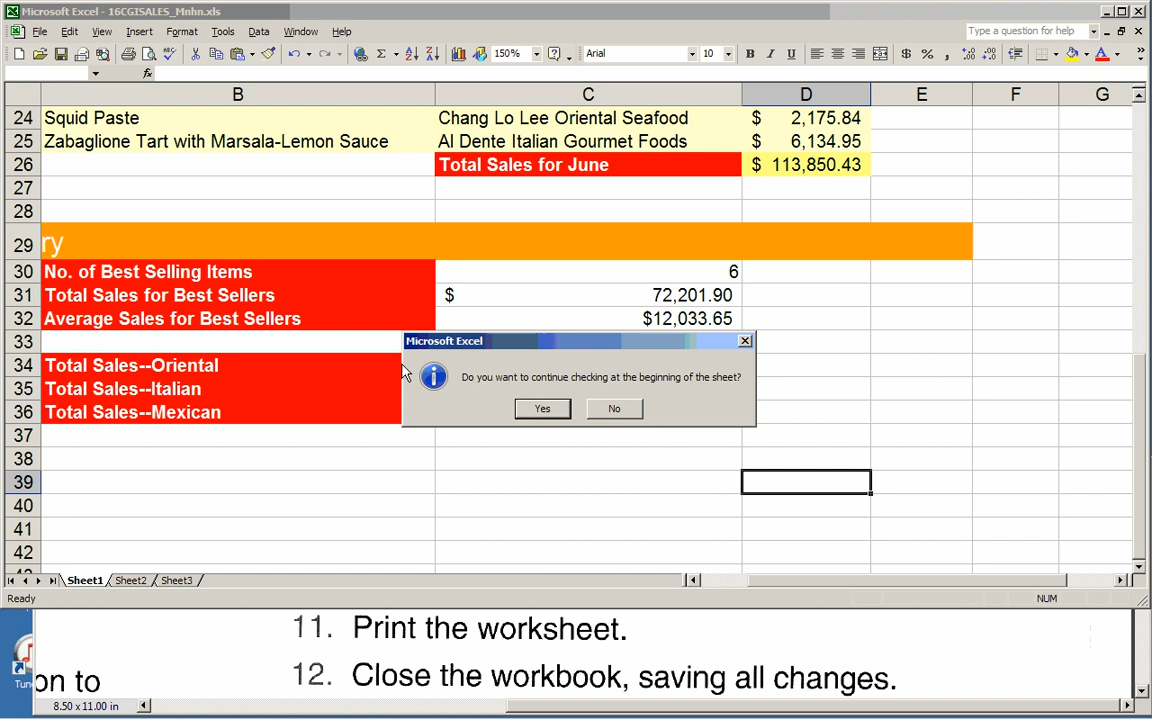 Microsoft Excel - 16CGISALES_Mnhn.xls
File Edit View Insert Format Tools Data Window Help
Type a question for help
150% Arial 10 B I U $ % ,
fx
B C D E F G
24 Squid Paste Chang Lo Lee Oriental Seafood $ 2,175.84
25 Zabaglione Tart with Marsala-Lemon Sauce Al Dente Italian Gourmet Foods $ 6,134.95
26 Total Sales for June $ 113,850.43
27
28
29 ry
30 No. of Best Selling Items 6
31 Total Sales for Best Sellers $ 72,201.90
32 Average Sales for Best Sellers $12,033.65
33
34 Total Sales--Oriental
35 Total Sales--Italian
36 Total Sales--Mexican
37
38
39
40
41
42
Microsoft Excel
Do you want to continue checking at the beginning of the sheet?
Yes No
Sheet1 Sheet2 Sheet3
Ready NUM
11. Print the worksheet.
12. Close the workbook, saving all changes.
on to
8.50 x 11.00 in